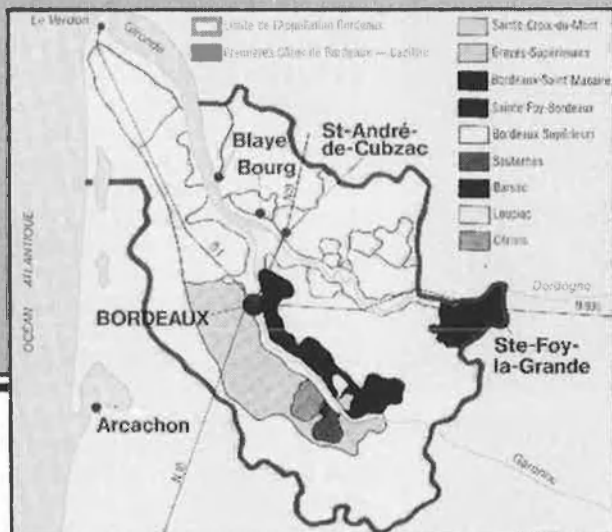 Le Verdon
Gironde
Limite de l'Appellation Bordeaux
Premières Côtes de Bordeaux — Cadillac
Sainte-Croix-du-Mont
Graves-Supérieures
Bordeaux-Saint Macaire
Sainte Foy-Bordeaux
Bordeaux Supérieurs
Sauternes
Barsac
Loupiac
Cérons
Blaye
Bourg
St-André-
de-Cubzac
OCÉAN ATLANTIQUE
BORDEAUX
Dordogne
Ste-Foy-
la-Grande
Arcachon
Garonne
N 10